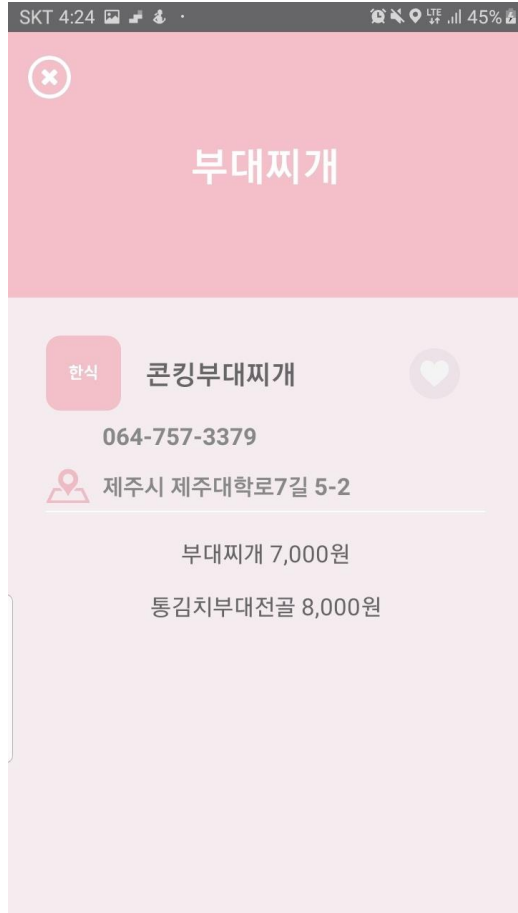 SKT 4:24
LTE 45%
부대찌개
한식
콘킹부대찌개
064-757-3379
제주시 제주대학로7길 5-2
부대찌개 7,000원
통김치부대전골 8,000원